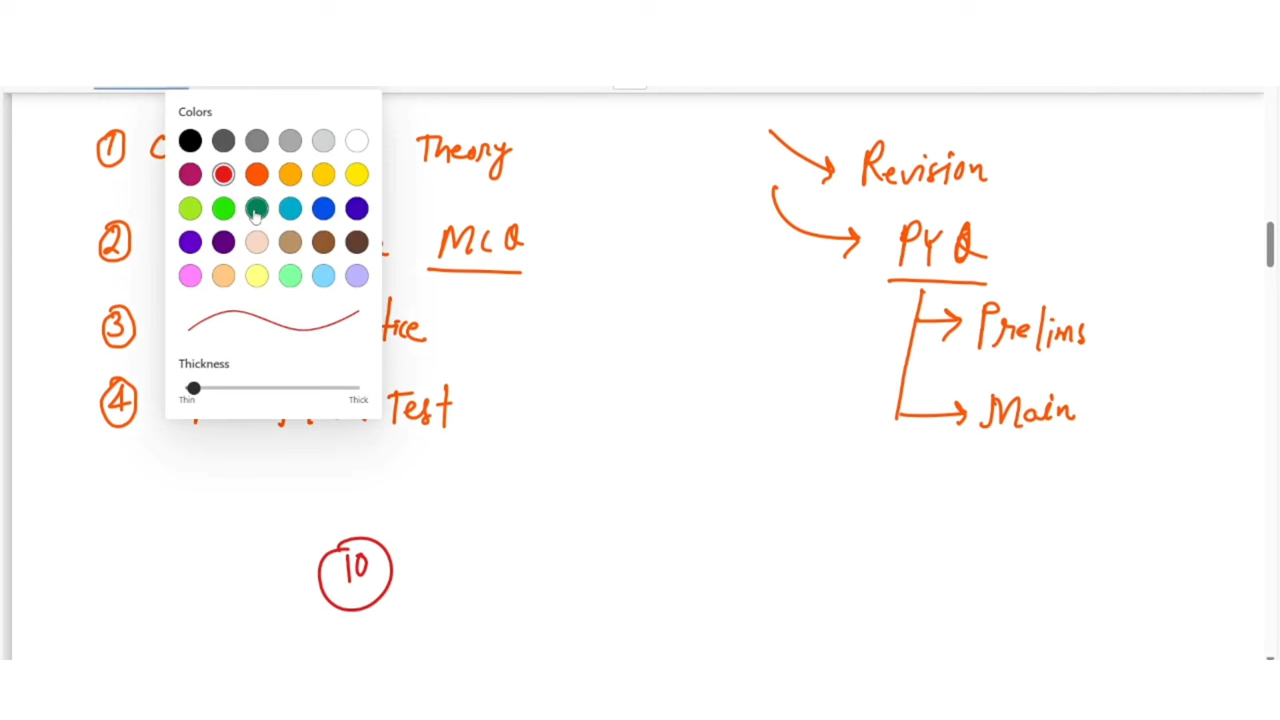 Colors
① C Theory
② MCQ
③ tice
④ Test
Thickness
Thin Thick
10
Revision
PYQ
Prelims
Main